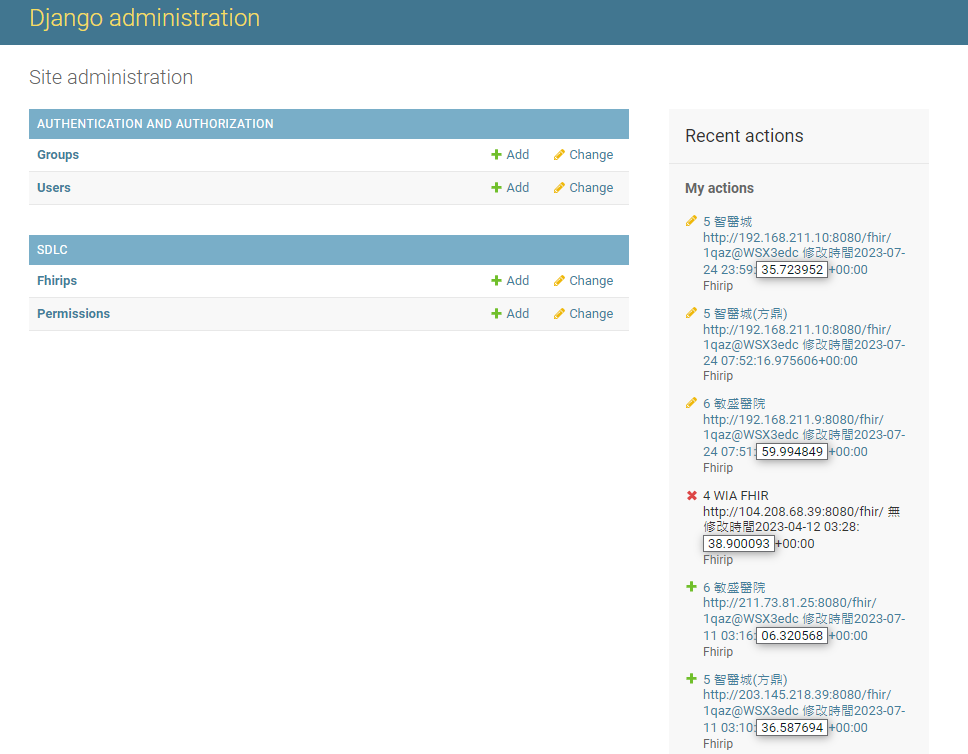 Django administration
Site administration
AUTHENTICATION AND AUTHORIZATION
Groups Add Change
Users Add Change
SDLC
Fhirips Add Change
Permissions Add Change
Recent actions
My actions
5 智醫城
http://192.168.211.10:8080/fhir/
1qaz@WSX3edc 修改時間2023-07-
24 23:59:35.723952+00:00
Fhirip
5 智醫城(方鼎)
http://192.168.211.10:8080/fhir/
1qaz@WSX3edc 修改時間2023-07-
24 07:52:16.975606+00:00
Fhirip
6 敏盛醫院
http://192.168.211.9:8080/fhir/
1qaz@WSX3edc 修改時間2023-07-
24 07:51:59.994849+00:00
Fhirip
4 WIA FHIR
http://104.208.68.39:8080/fhir/ 無
修改時間2023-04-12 03:28:
38.900093+00:00
Fhirip
6 敏盛醫院
http://211.73.81.25:8080/fhir/
1qaz@WSX3edc 修改時間2023-07-
11 03:16:06.320568+00:00
Fhirip
5 智醫城(方鼎)
http://203.145.218.39:8080/fhir/
1qaz@WSX3edc 修改時間2023-07-
11 03:10:36.587694+00:00
Fhirip